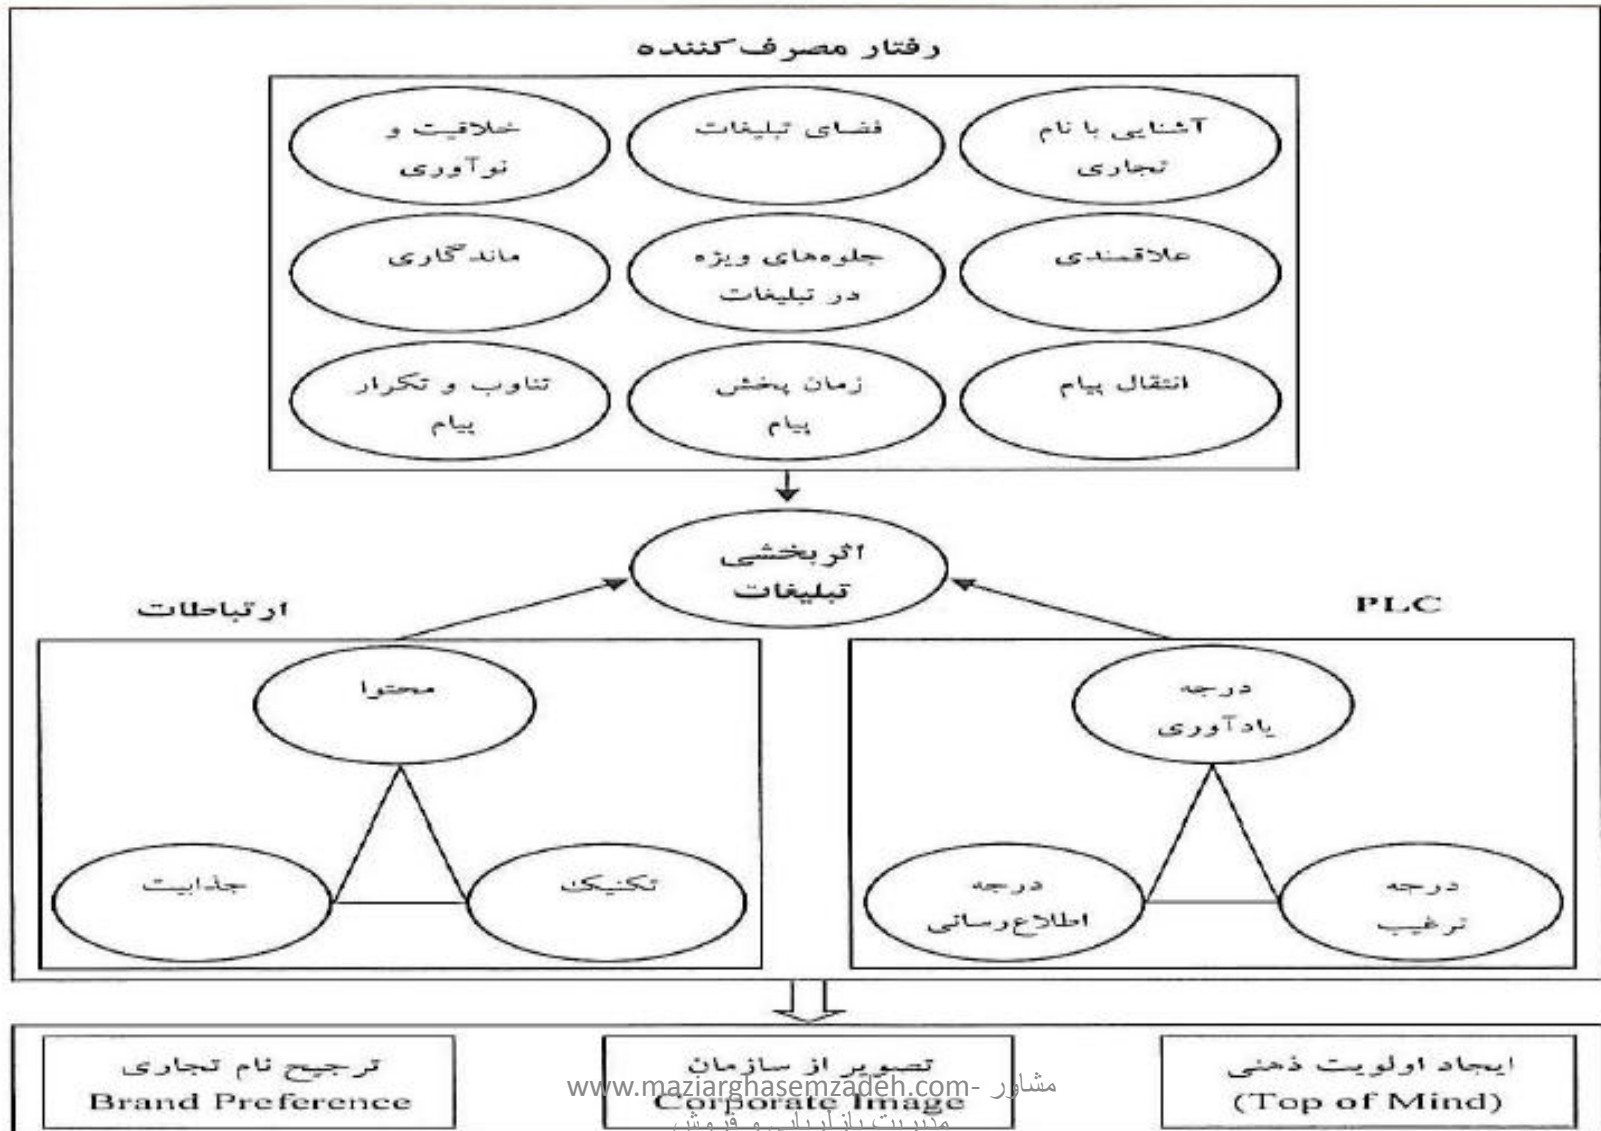 رفتار مصرف کننده
آشنایی با نام
تجاری
فضای تبلیغات
خلاقیت و
نوآوری
علاقمندی
جلوه‌های ویژه
در تبلیغات
ماندگاری
انتقال پیام
زمان پخش
پیام
تناوب و تکرار
پیام
اثربخشی
تبلیغات
PLC
ارتباطات
درجه
یادآوری
درجه
ترغیب
درجه
اطلاع‌رسانی
محتوا
تکنیک
جذابیت
ایجاد اولویت ذهنی
(Top of Mind)
تصویر از سازمان
Corporate Image
ترجیح نام تجاری
Brand Preference
www.maziarghasemzadeh.com- مشاور
مدیریت بازاریابی و فروش